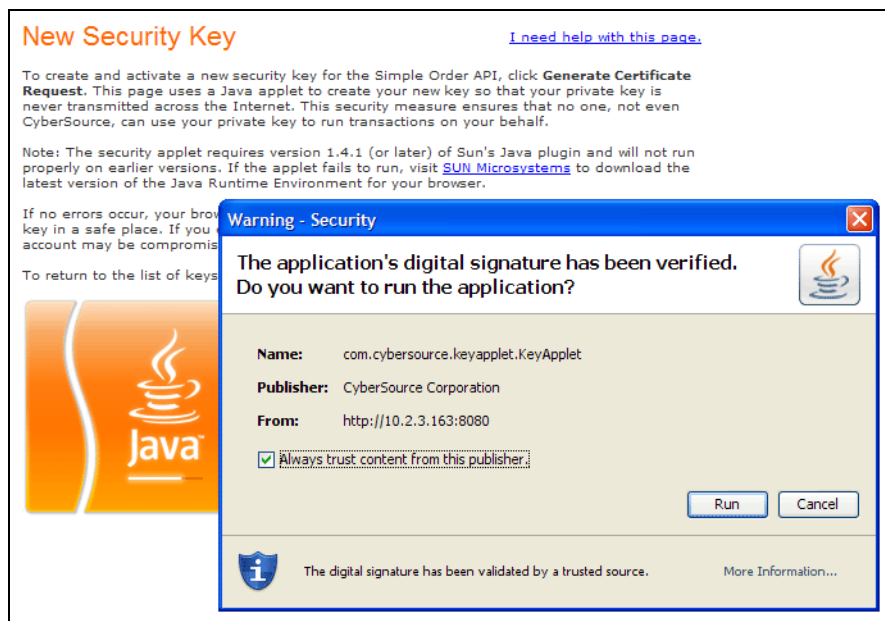 New Security Key
I need help with this page.
To create and activate a new security key for the Simple Order API, click Generate Certificate
Request. This page uses a Java applet to create your new key so that your private key is
never transmitted across the Internet. This security measure ensures that no one, not even
CyberSource, can use your private key to run transactions on your behalf.
Note: The security applet requires version 1.4.1 (or later) of Sun's Java plugin and will not run
properly on earlier versions. If the applet fails to run, visit SUN Microsystems to download the
latest version of the Java Runtime Environment for your browser.
If no errors occur, your
key in a safe place. If you
account may be
To return to the list of keys
Java
Warning - Security
The application's digital signature has been verified.
Do you want to run the application?
Name: com.cybersource.keyapplet.KeyApplet
Publisher: CyberSource Corporation
From: http://10.2.3.163:8080
Always trust content from this publisher.
Run Cancel
The digital signature has been validated by a trusted source.
More Information...